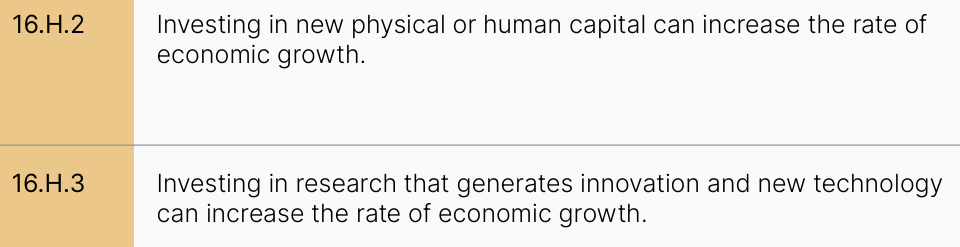 16.H.2
Investing in new physical or human capital can increase the rate of
economic growth.
16.H.3
Investing in research that generates innovation and new technology
can increase the rate of economic growth.